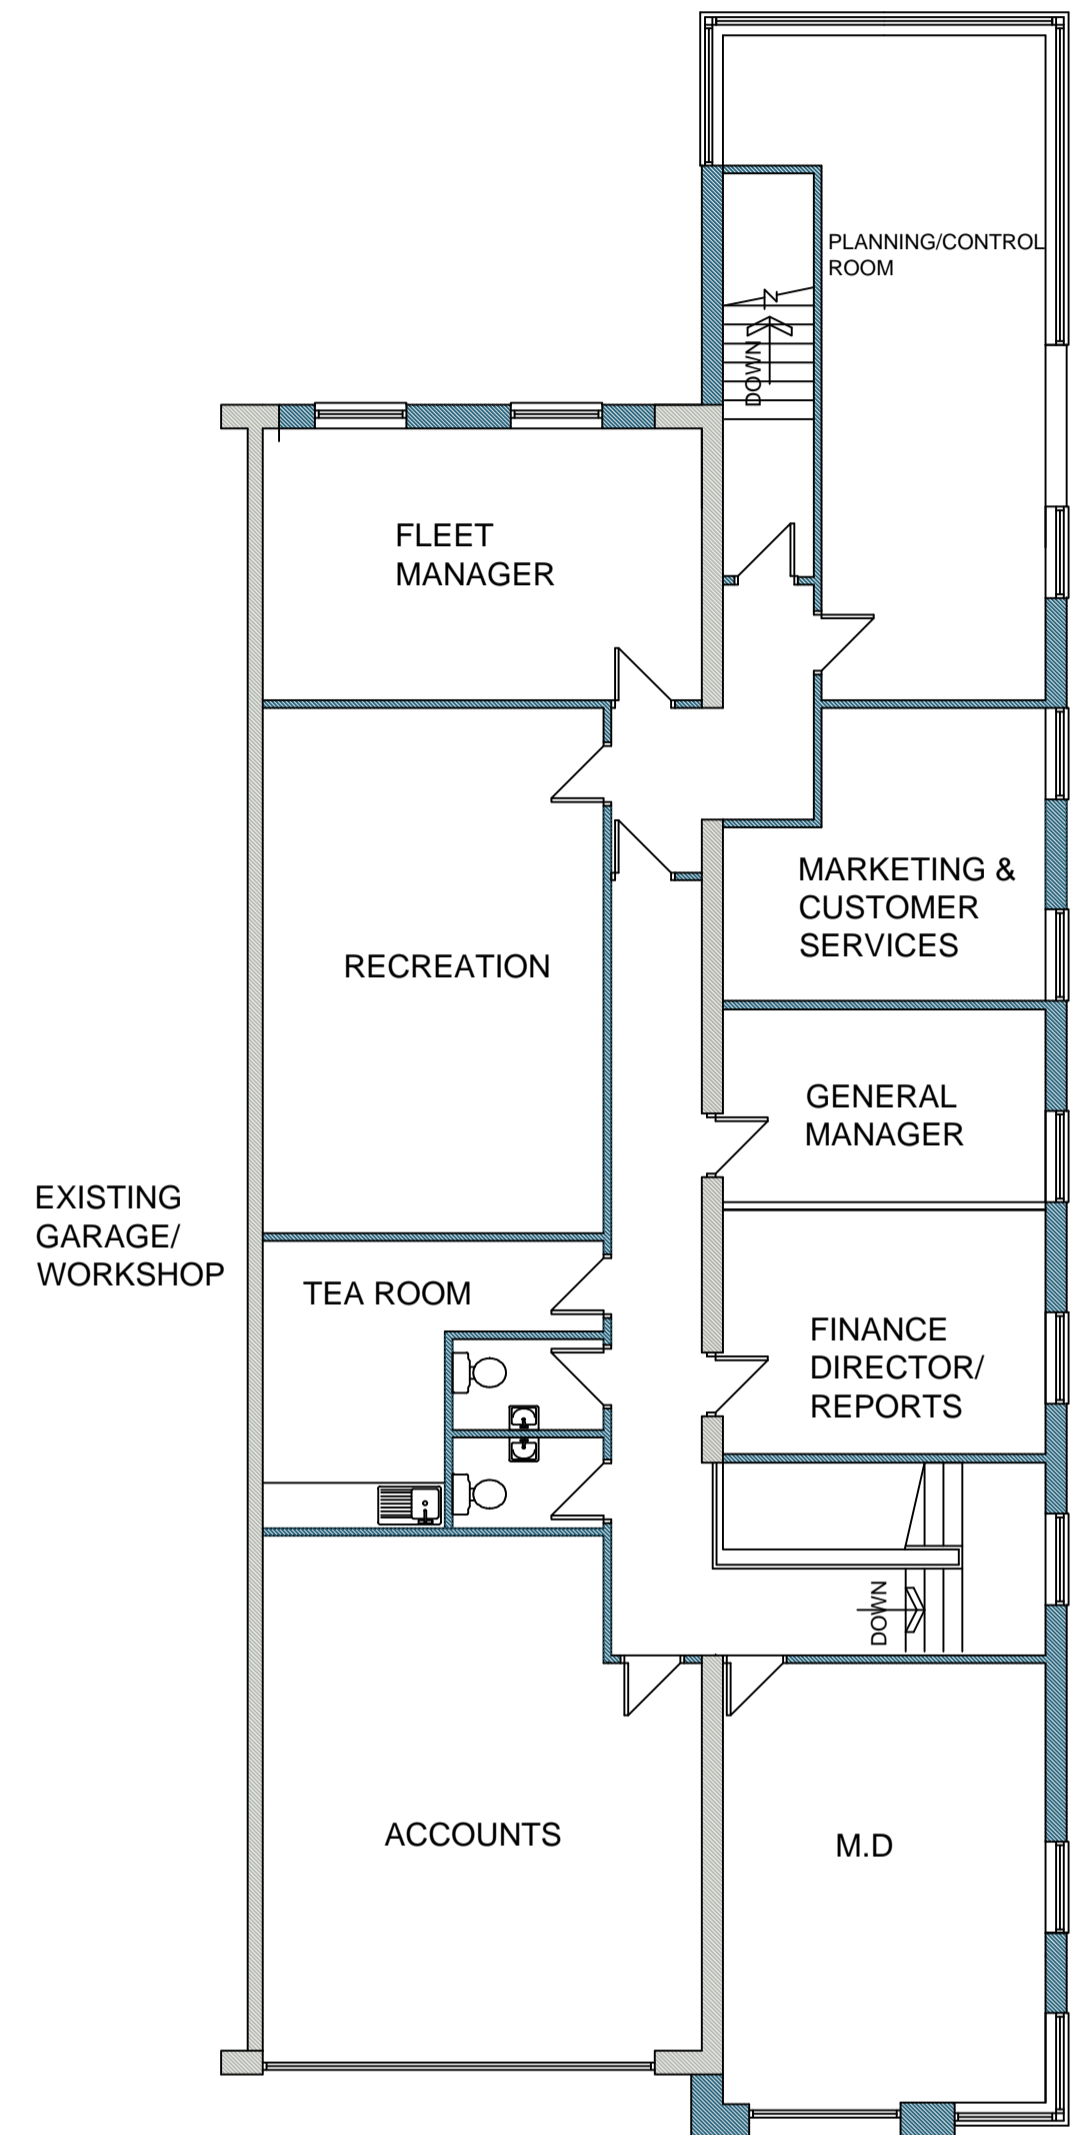 PLANNING/CONTROL
ROOM
DOWN
FLEET
MANAGER
MARKETING &
CUSTOMER
SERVICES
RECREATION
GENERAL
MANAGER
EXISTING
GARAGE/
WORKSHOP
TEA ROOM
FINANCE
DIRECTOR/
REPORTS
DOWN
ACCOUNTS
M.D